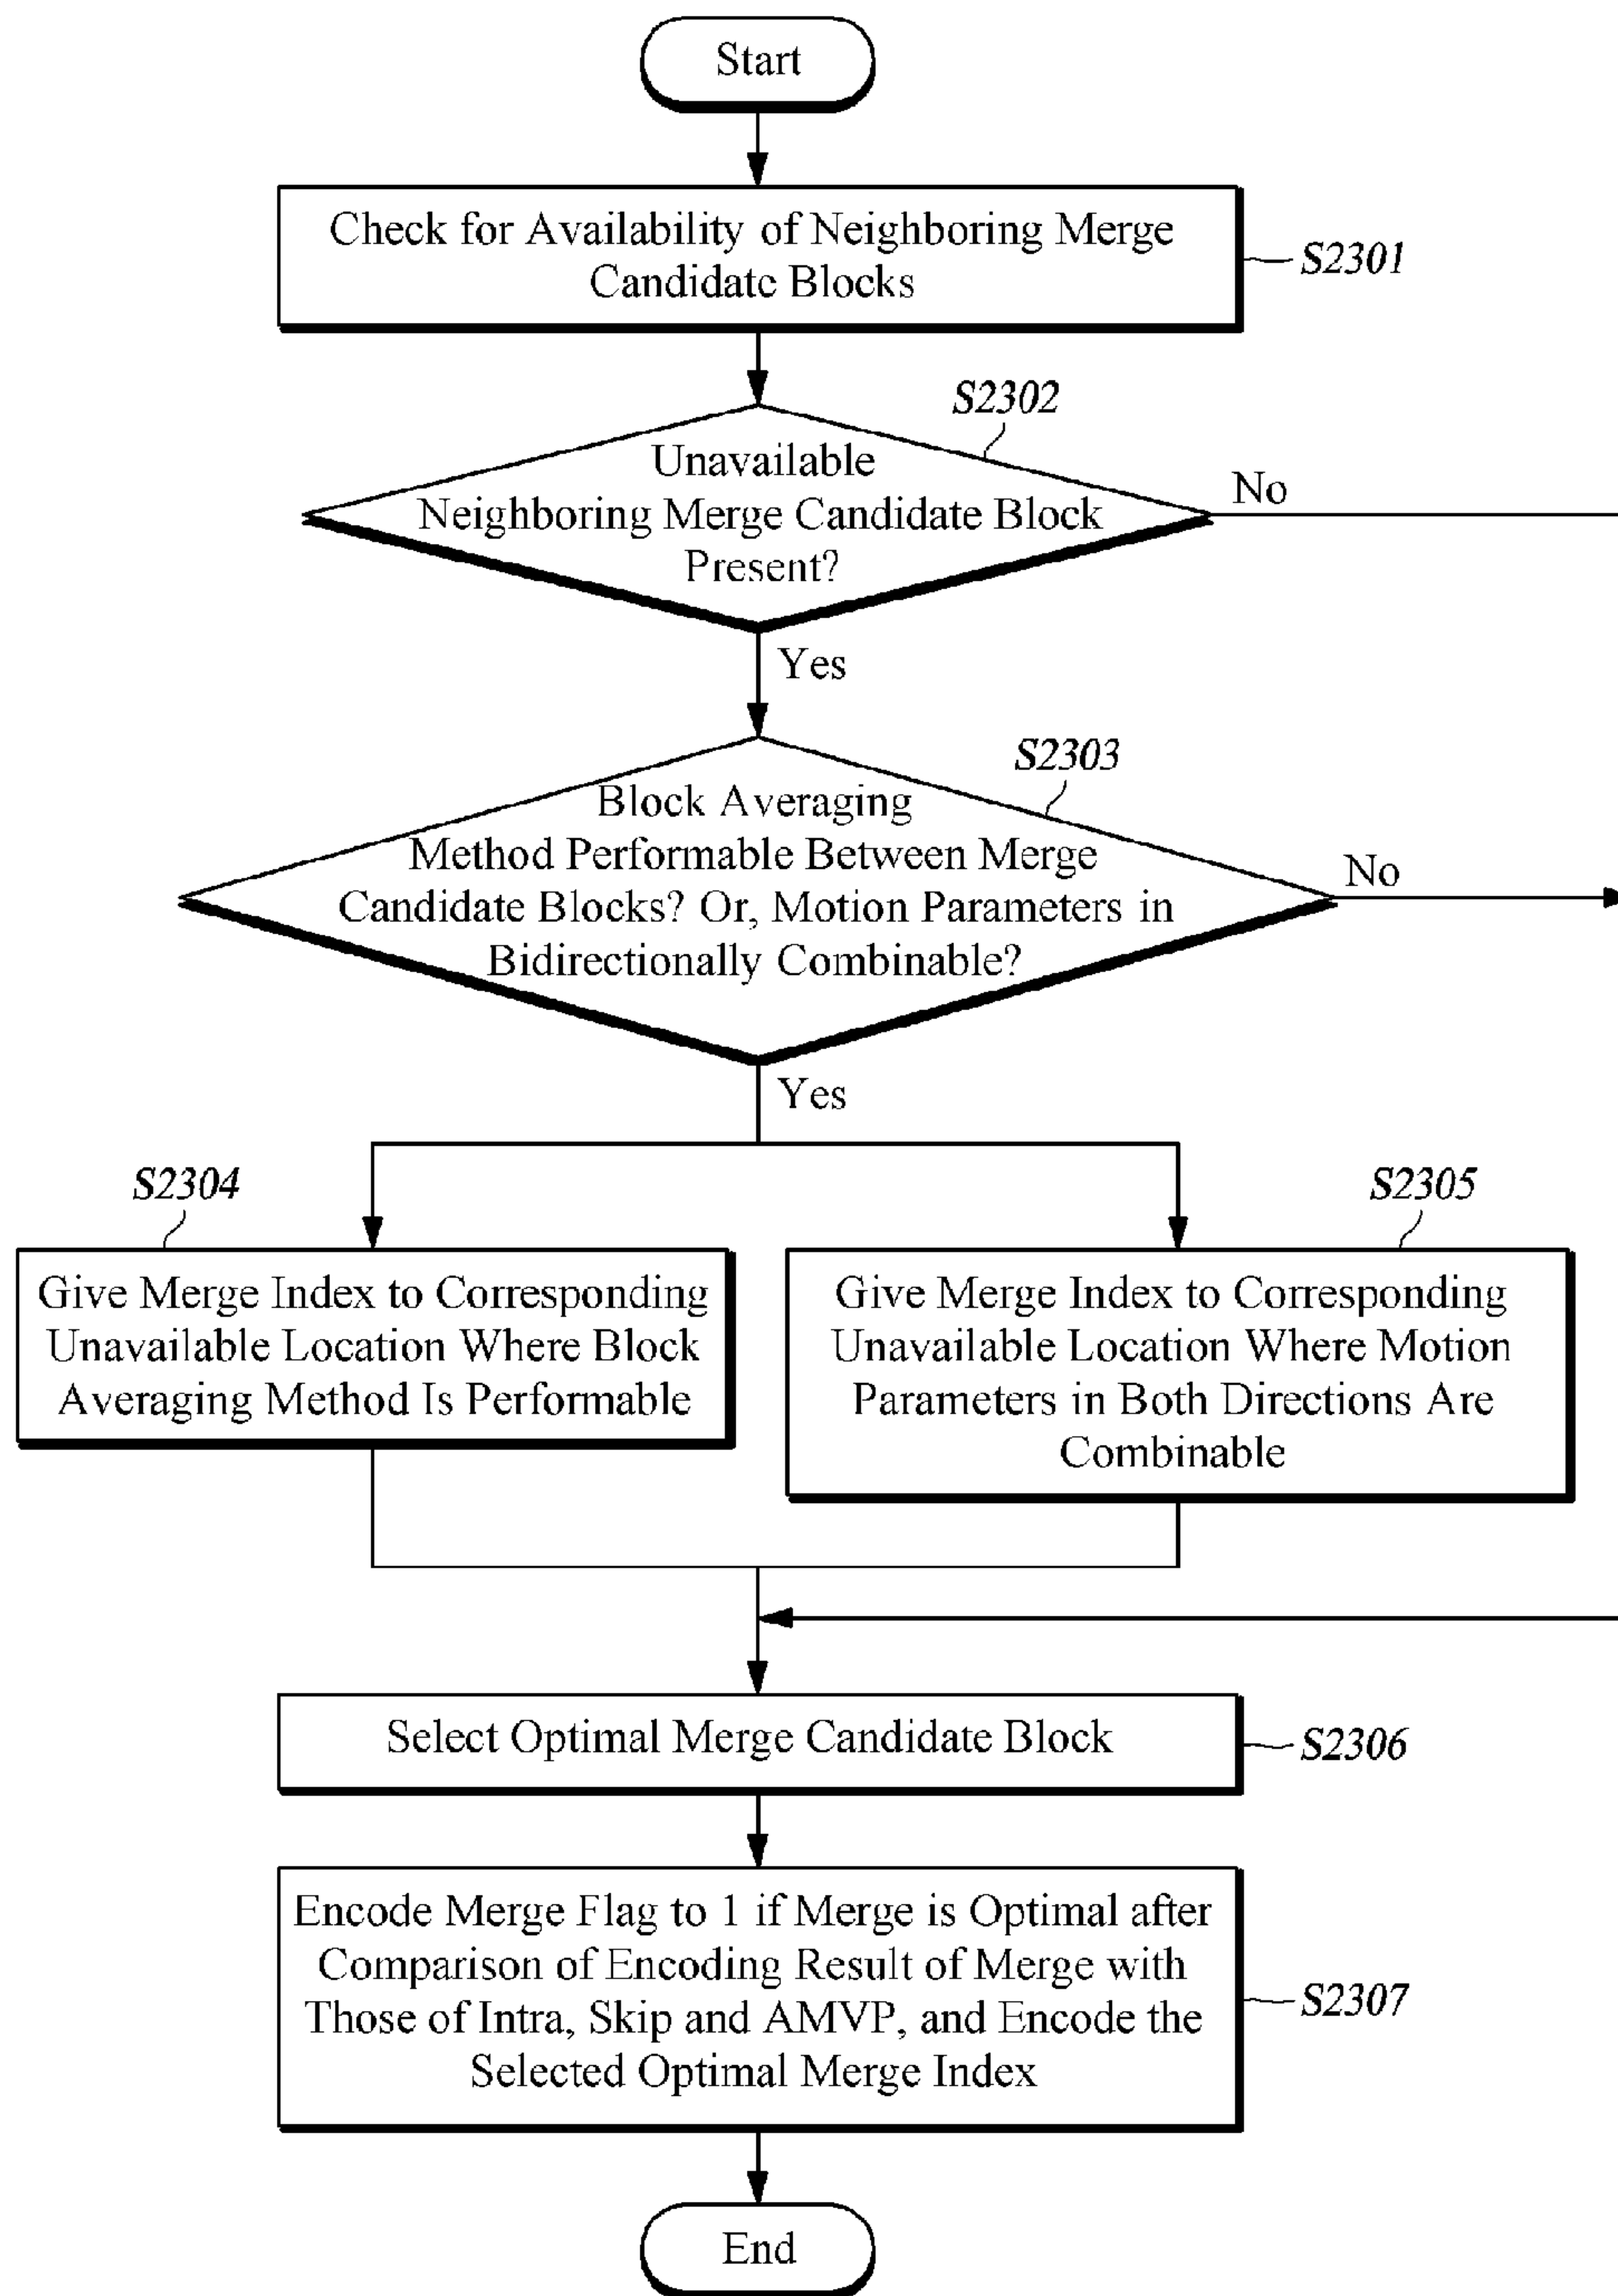 Start
Check for Availability of Neighboring Merge
Candidate Blocks
S2301
S2302
Unavailable
Neighboring Merge Candidate Block
Present?
No
Yes
S2303
Block Averaging
Method Performable Between Merge
Candidate Blocks? Or, Motion Parameters in
Bidirectionally Combinable?
No
Yes
S2304
Give Merge Index to Corresponding
Unavailable Location Where Block
Averaging Method Is Performable
S2305
Give Merge Index to Corresponding
Unavailable Location Where Motion
Parameters in Both Directions Are
Combinable
Select Optimal Merge Candidate Block
S2306
Encode Merge Flag to 1 if Merge is Optimal after
Comparison of Encoding Result of Merge with
Those of Intra, Skip and AMVP, and Encode the
Selected Optimal Merge Index
S2307
End